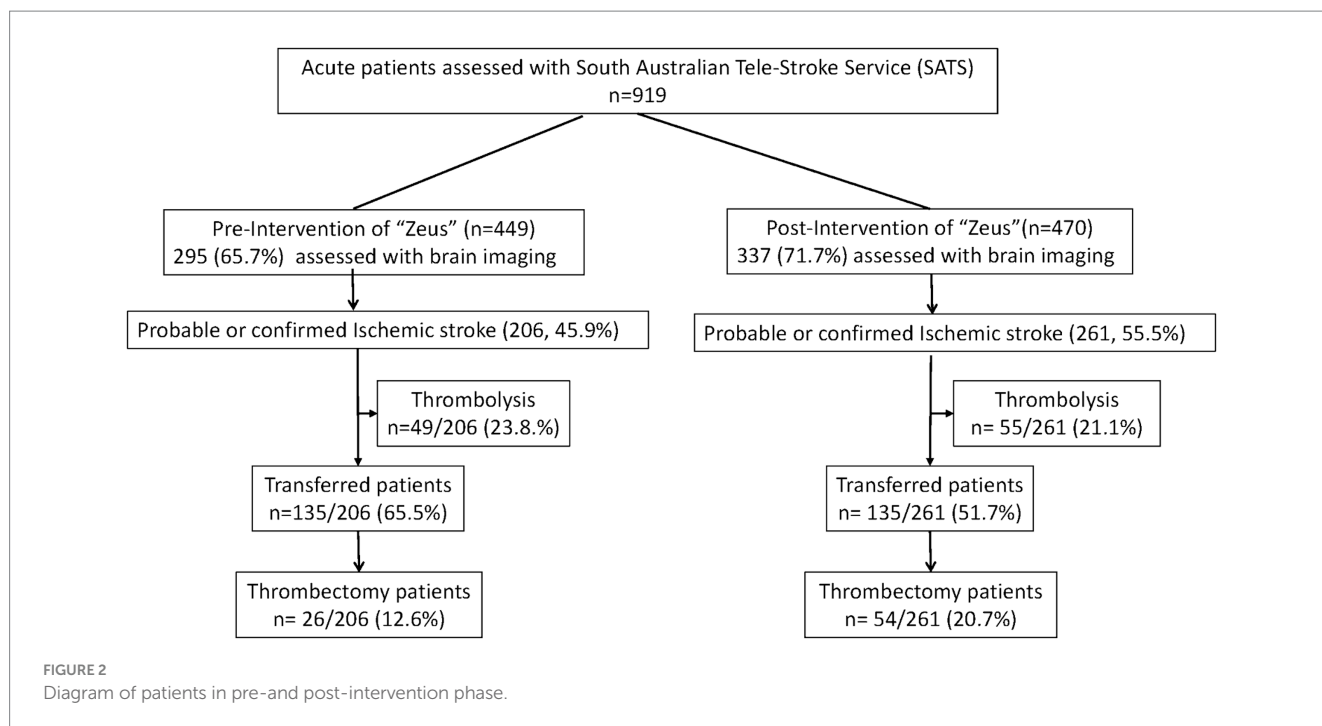 Acute patients assessed with South Australian Tele-Stroke Service (SATS)
n=919
Pre-Intervention of “Zeus” (n=449)
295 (65.7%) assessed with brain imaging
Probable or confirmed Ischemic stroke (206, 45.9%)
Thrombolysis
n=49/206 (23.8.%)
Transferred patients
n=135/206 (65.5%)
Thrombectomy patients
n= 26/206 (12.6%)
Post-Intervention of “Zeus”(n=470)
337 (71.7%) assessed with brain imaging
Probable or confirmed Ischemic stroke (261, 55.5%)
Thrombolysis
n= 55/261 (21.1%)
Transferred patients
n= 135/261 (51.7%)
Thrombectomy patients
n= 54/261 (20.7%)
FIGURE 2
Diagram of patients in pre-and post-intervention phase.